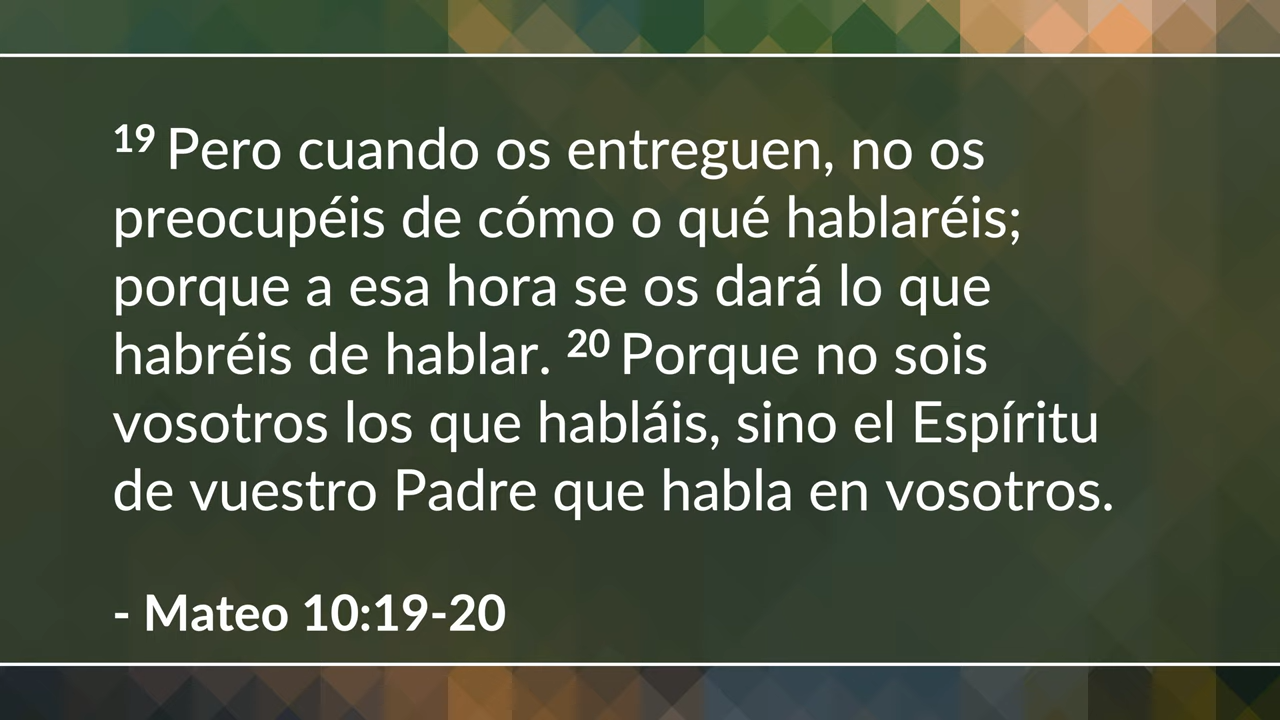 19 Pero cuando os entreguen, no os
preocupéis de cómo o qué hablaréis;
porque a esa hora se os dará lo que
habréis de hablar. 20 Porque no sois
vosotros los que habláis, sino el Espíritu
de vuestro Padre que habla en vosotros.
- Mateo 10:19-20